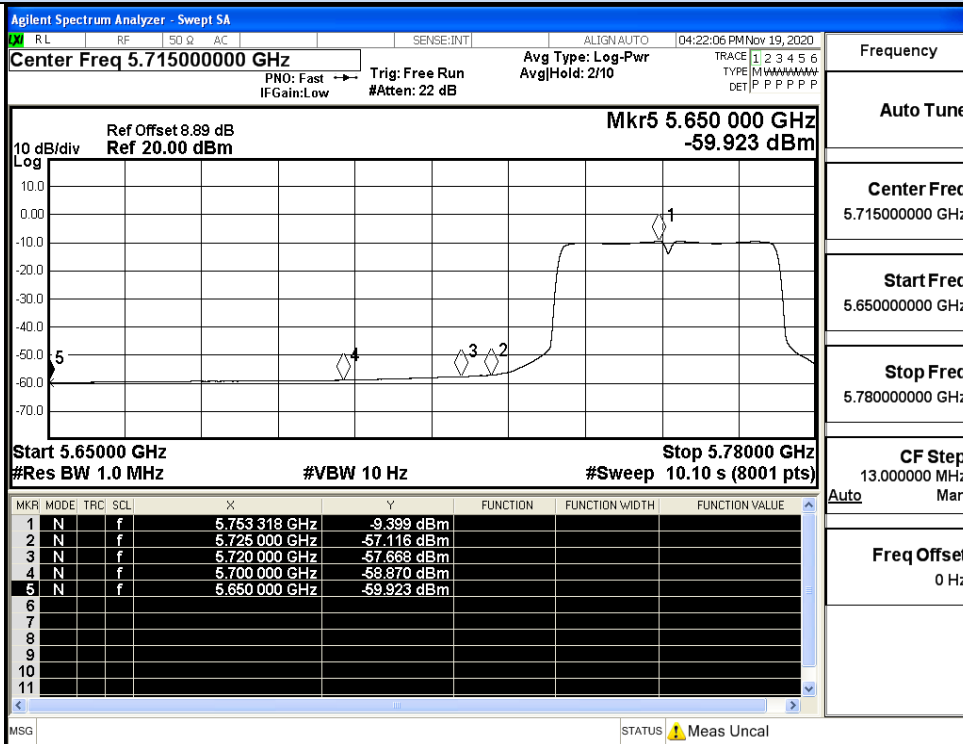 Agilent Spectrum Analyzer - Swept SA
LXI RL RF 50 Ω AC SENSE:INT ALIGN AUTO 04:22:06 PM Nov 19, 2020
Center Freq 5.715000000 GHz
PNO: Fast
IFGain:Low
Trig: Free Run
#Atten: 22 dB
Avg Type: Log-Pwr
Avg|Hold: 2/10
TRACE 1 2 3 4 5 6
TYPE M W W W W W
DET P P P P P P
Mkr5 5.650 000 GHz
-59.923 dBm
Ref Offset 8.89 dB
10 dB/div Ref 20.00 dBm
Log
10.0
0.00
-10.0
-20.0
-30.0
-40.0
-50.0
-60.0
-70.0
1
5 4 3 2
Start 5.65000 GHz Stop 5.78000 GHz
#Res BW 1.0 MHz #VBW 10 Hz #Sweep 10.10 s (8001 pts)
MKR MODE TRC SCL X Y FUNCTION FUNCTION WIDTH FUNCTION VALUE
1 N f 5.753 318 GHz -9.399 dBm
2 N f 5.725 000 GHz -57.116 dBm
3 N f 5.720 000 GHz -57.668 dBm
4 N f 5.700 000 GHz -58.870 dBm
5 N f 5.650 000 GHz -59.923 dBm
6
7
8
9
10
11
MSG STATUS Meas Uncal
Frequency
Auto Tune
Center Freq
5.715000000 GHz
Start Freq
5.650000000 GHz
Stop Freq
5.780000000 GHz
CF Step
13.000000 MHz
Auto Man
Freq Offset
0 Hz